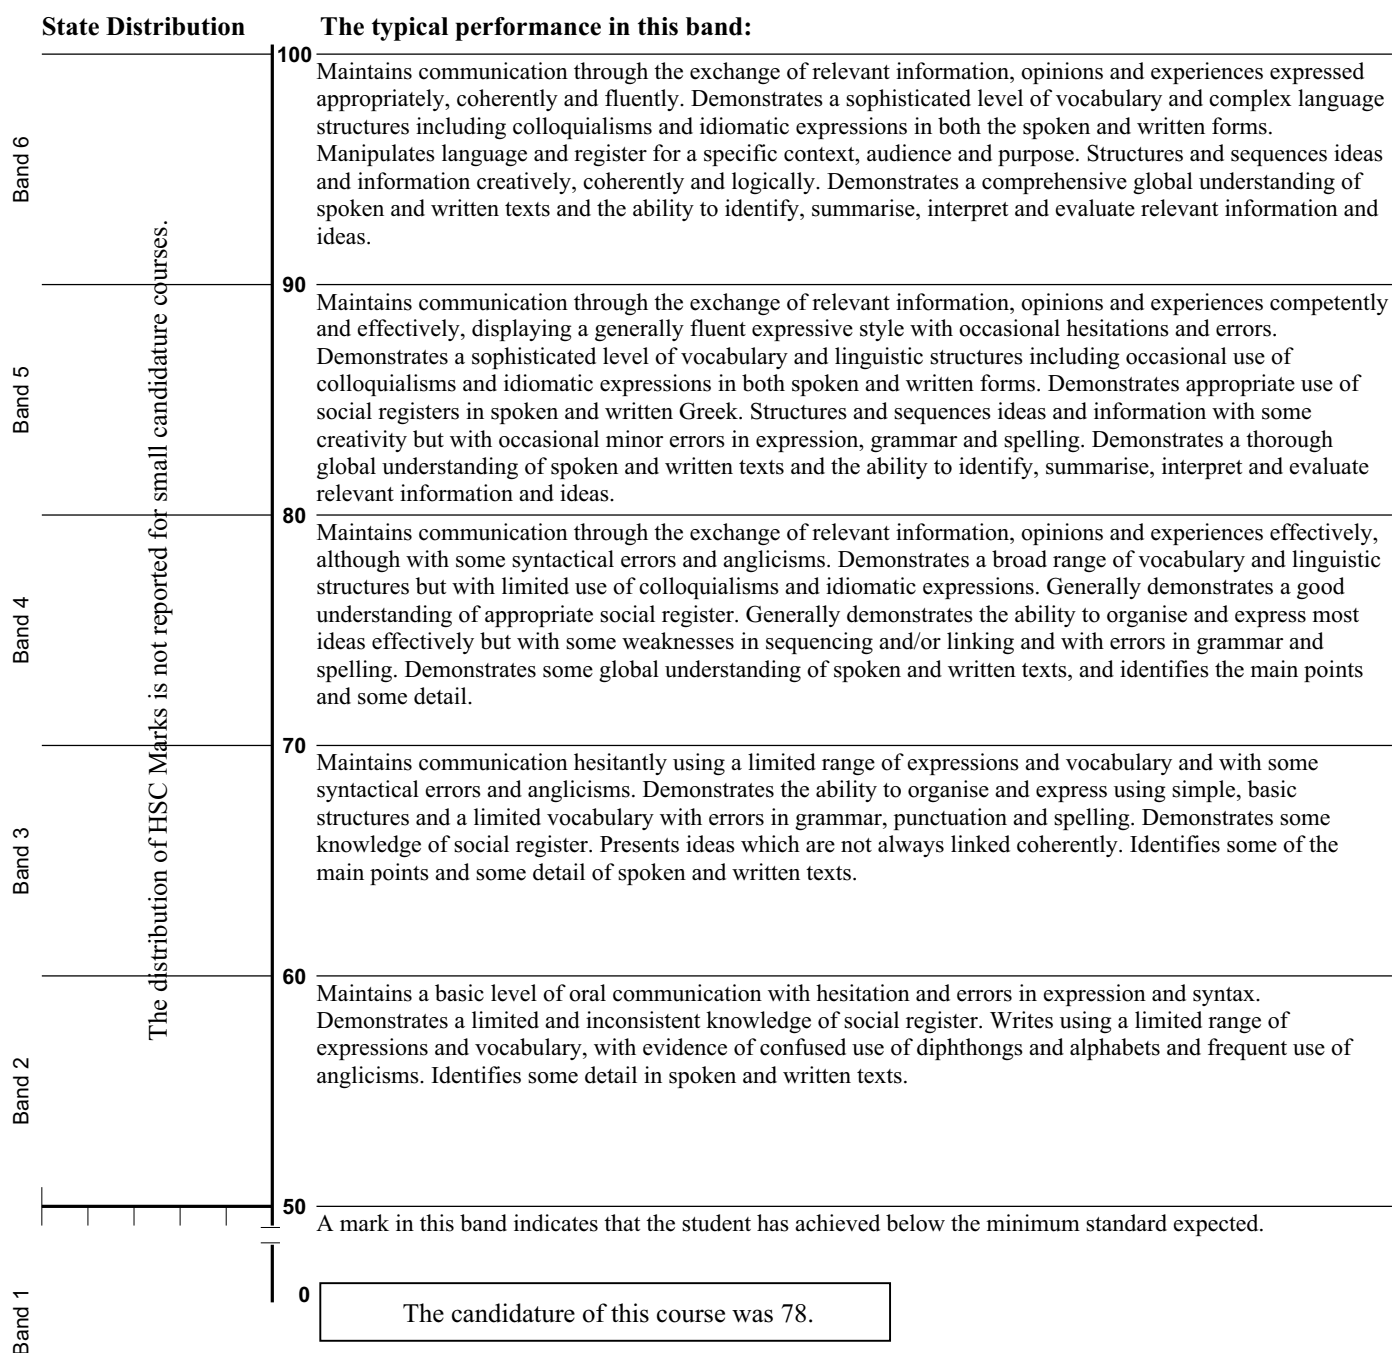 State Distribution
The typical performance in this band:
100
Maintains communication through the exchange of relevant information, opinions and experiences expressed
appropriately, coherently and fluently. Demonstrates a sophisticated level of vocabulary and complex language
structures including colloquialisms and idiomatic expressions in both the spoken and written forms.
Manipulates language and register for a specific context, audience and purpose. Structures and sequences ideas
and information creatively, coherently and logically. Demonstrates a comprehensive global understanding of
spoken and written texts and the ability to identify, summarise, interpret and evaluate relevant information and
ideas.
Band 6
90
Maintains communication through the exchange of relevant information, opinions and experiences competently
and effectively, displaying a generally fluent expressive style with occasional hesitations and errors.
Demonstrates a sophisticated level of vocabulary and linguistic structures including occasional use of
colloquialisms and idiomatic expressions in both spoken and written forms. Demonstrates appropriate use of
social registers in spoken and written Greek. Structures and sequences ideas and information with some
creativity but with occasional minor errors in expression, grammar and spelling. Demonstrates a thorough
global understanding of spoken and written texts and the ability to identify, summarise, interpret and evaluate
relevant information and ideas.
Band 5
80
Maintains communication through the exchange of relevant information, opinions and experiences effectively,
although with some syntactical errors and anglicisms. Demonstrates a broad range of vocabulary and linguistic
structures but with limited use of colloquialisms and idiomatic expressions. Generally demonstrates a good
understanding of appropriate social register. Generally demonstrates the ability to organise and express most
ideas effectively but with some weaknesses in sequencing and/or linking and with errors in grammar and
spelling. Demonstrates some global understanding of spoken and written texts, and identifies the main points
and some detail.
Band 4
The distribution of HSC Marks is not reported for small candidature courses.
70
Maintains communication hesitantly using a limited range of expressions and vocabulary and with some
syntactical errors and anglicisms. Demonstrates the ability to organise and express using simple, basic
structures and a limited vocabulary with errors in grammar, punctuation and spelling. Demonstrates some
knowledge of social register. Presents ideas which are not always linked coherently. Identifies some of the
main points and some detail of spoken and written texts.
Band 3
60
Maintains a basic level of oral communication with hesitation and errors in expression and syntax.
Demonstrates a limited and inconsistent knowledge of social register. Writes using a limited range of
expressions and vocabulary, with evidence of confused use of diphthongs and alphabets and frequent use of
anglicisms. Identifies some detail in spoken and written texts.
Band 2
50
A mark in this band indicates that the student has achieved below the minimum standard expected.
0
Band 1
The candidature of this course was 78.